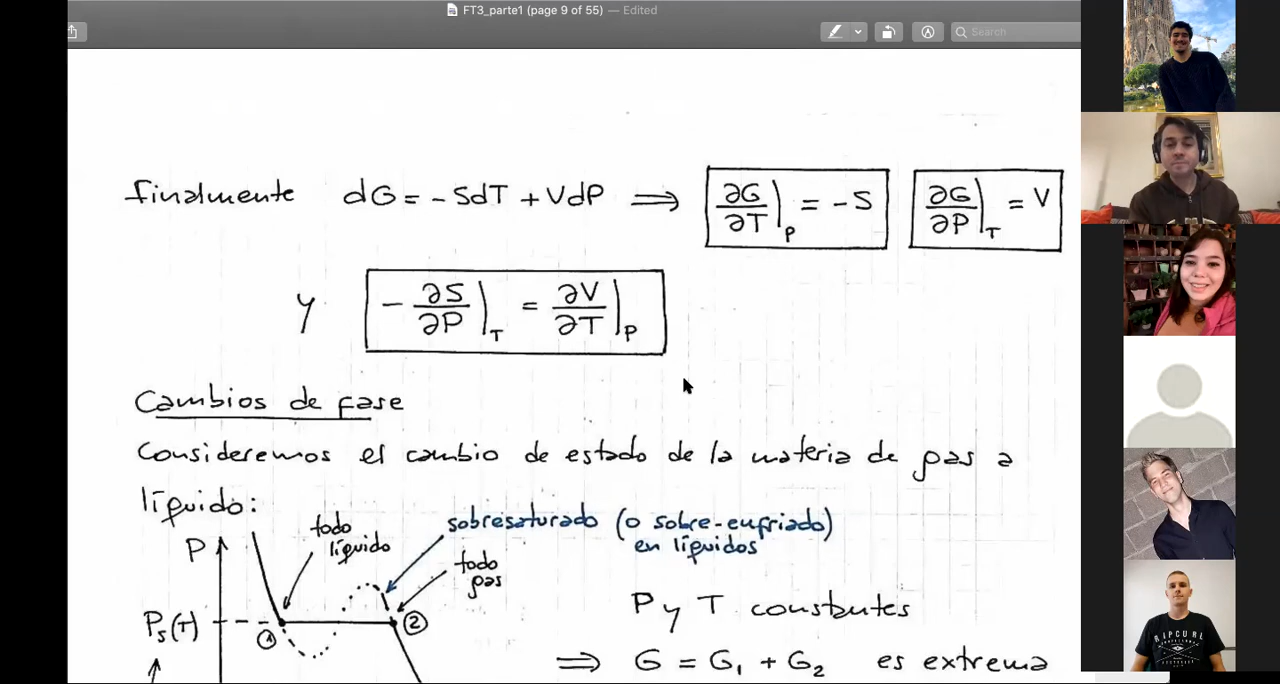 FT3_parte1 (page 9 of 55) — Edited
Search
finalmente dG = - SdT + VdP ⟹ ∂G/∂T)_P = - S ∂G/∂P)_T = V
y - ∂S/∂P)_T = ∂V/∂T)_P
Cambios de fase
Consideremos el cambio de estado de la materia de gas a
líquido:
todo
líquido
sobresaturado (o sobre-enfriado)
en líquidos
todo
gas
P
P y T constantes
Ps(T)
1
2
⟹ G = G₁ + G₂ es extrema
RIPCURL